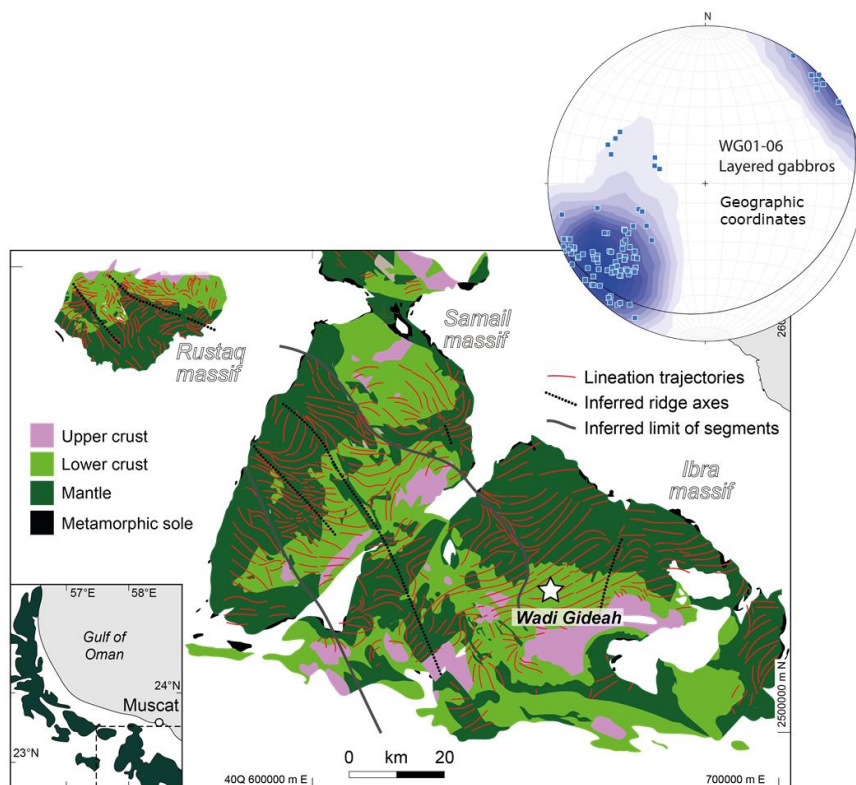 N
WG01-06
Layered gabbros
Geographic
coordinates
Samail
massif
Rustaq
massif
Lineation trajectories
Inferred ridge axes
Inferred limit of segments
Upper crust
Lower crust
Mantle
Metamorphic sole
Ibra
massif
Wadi Gideah
57°E 58°E
Gulf of
Oman
24°N
Muscat
23°N
2500000 m N
0 km 20
40Q 600000 m E
700000 m E